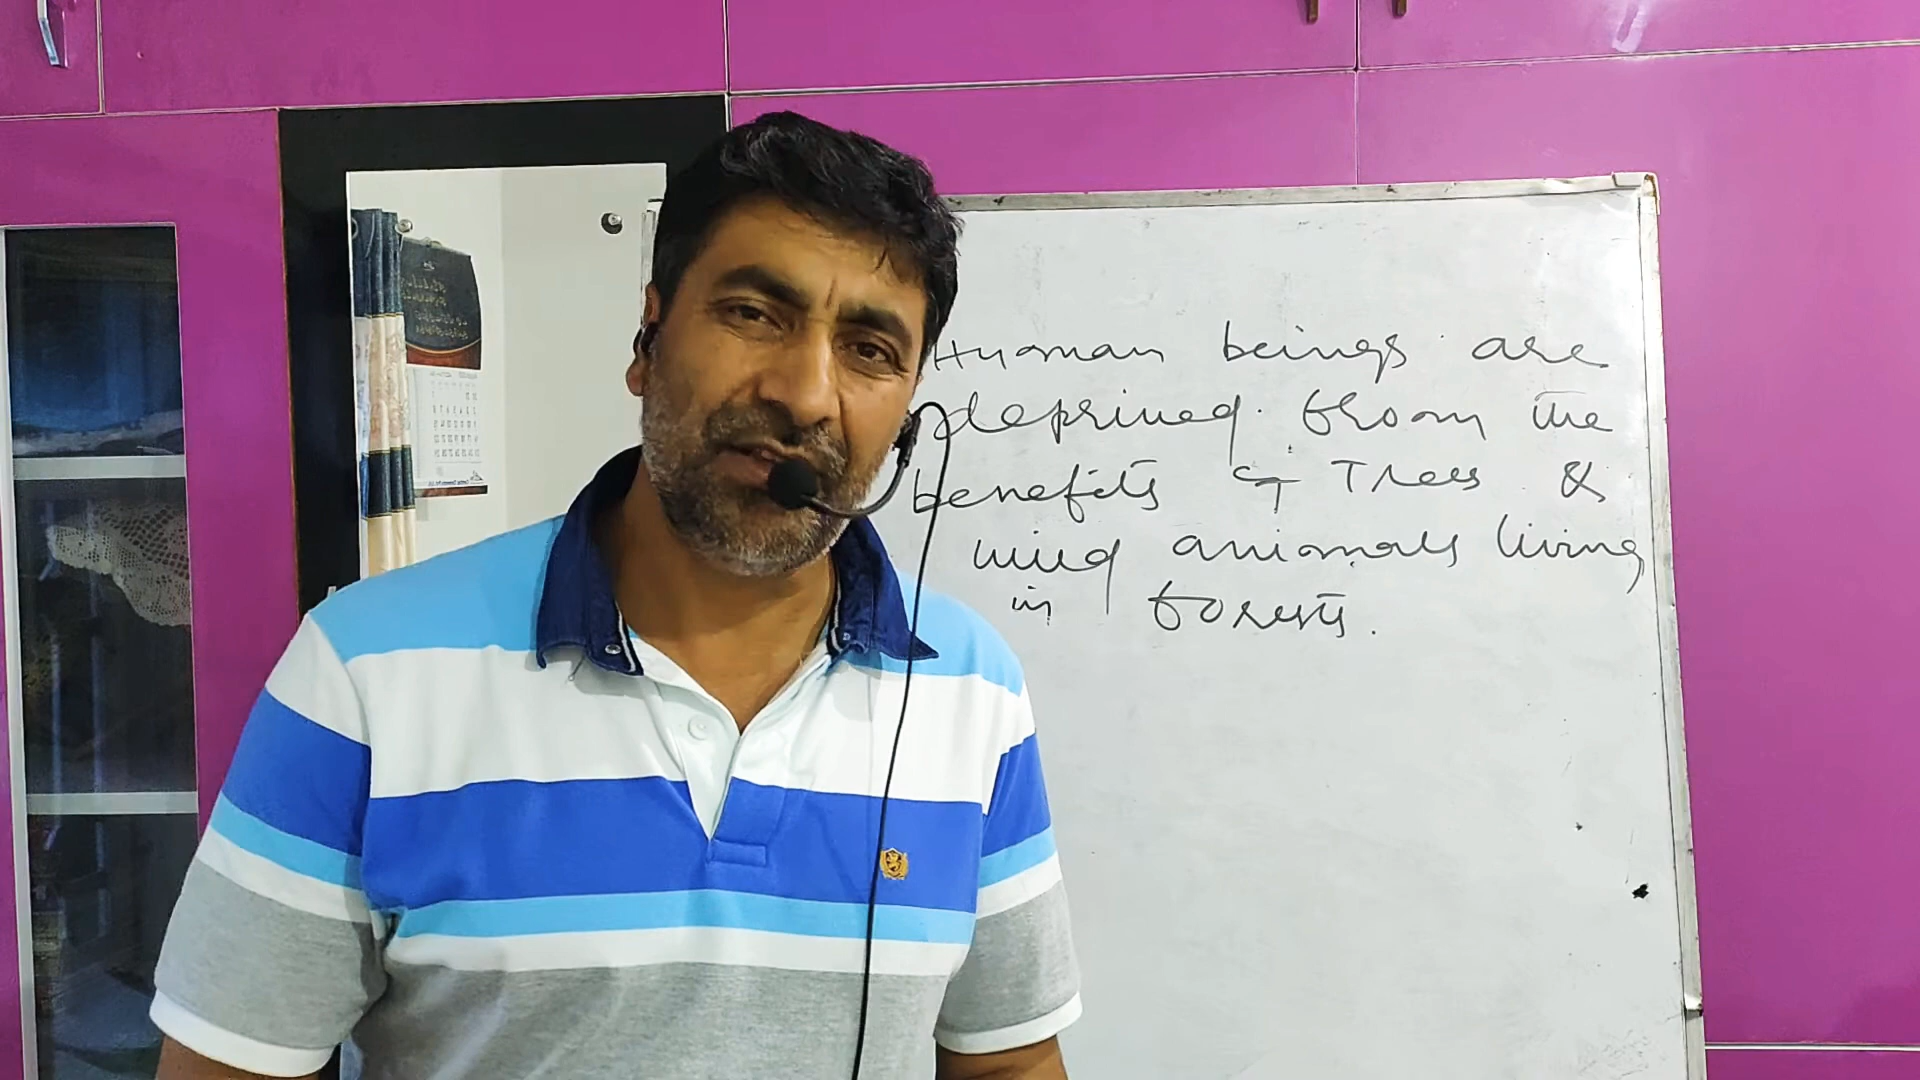 Human beings are
deprived from the
benefits of Trees &
wild animals living
in forests.